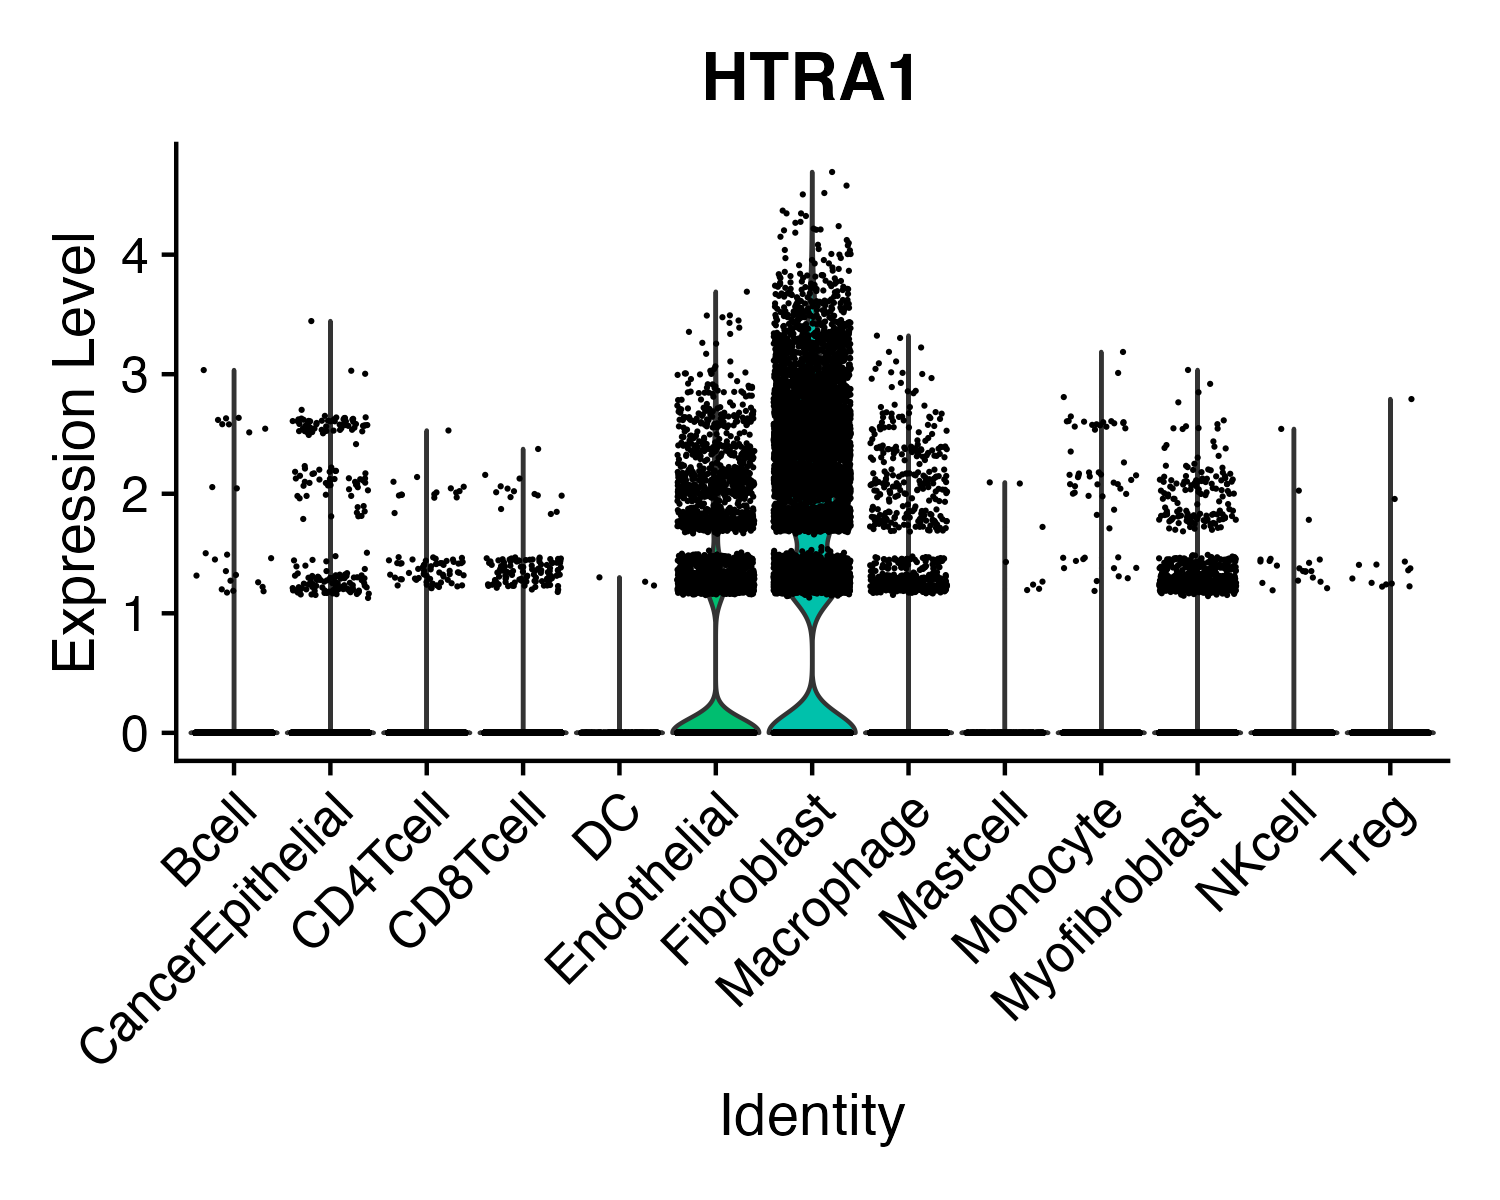 HTRA1
Expression Level
4
3
2
1
0
Bcell
CancerEpithelial
CD4Tcell
CD8Tcell
DC
Endothelial
Fibroblast
Macrophage
Mastcell
Monocyte
Myofibroblast
NKcell
Treg
Identity